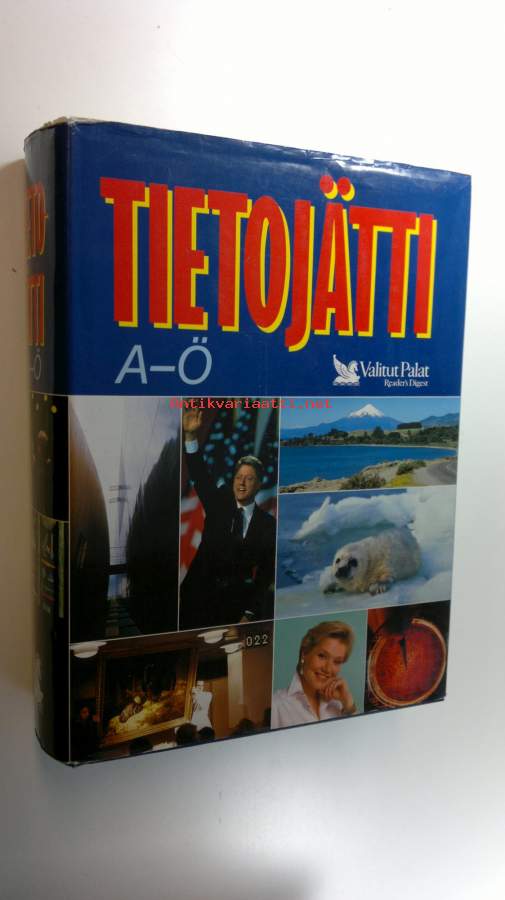 TIETO-
JÄTTI
A–Ö
TIETOJÄTTI
A–Ö
Valitut Palat
Reader's Digest
Antikvariaatti.net
022